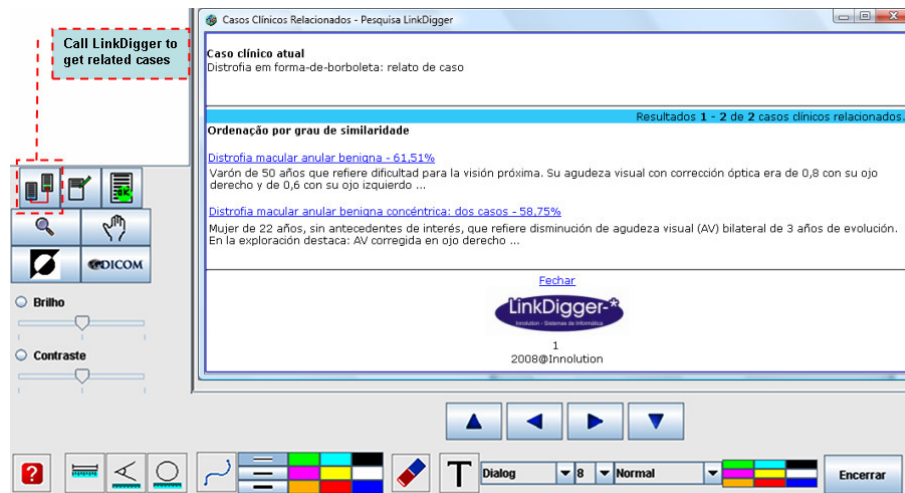 Call LinkDigger to
get related cases
Casos Clínicos Relacionados - Pesquisa LinkDigger
Caso clínico atual
Distrofia em forma-de-borboleta: relato de caso
Resultados 1 - 2 de 2 casos clínicos relacionados.
Ordenação por grau de similaridade
Distrofia macular anular benigna - 61,51%
Varón de 50 años que refiere dificultad para la visión próxima. Su agudeza visual con corrección óptica era de 0,8 con su ojo
derecho y de 0,6 con su ojo izquierdo ...
Distrofia macular anular benigna concéntrica: dos casos - 58,75%
Mujer de 22 años, sin antecedentes de interés, que refiere disminución de agudeza visual (AV) bilateral de 3 años de evolución.
En la exploración destaca: AV corregida en ojo derecho ...
Fechar
LinkDigger-*
Innolution - Sistemas de Informática
1
2008@Innolution
OK
DICOM
Brilho
Contraste
? T Dialog 8 Normal Encerrar